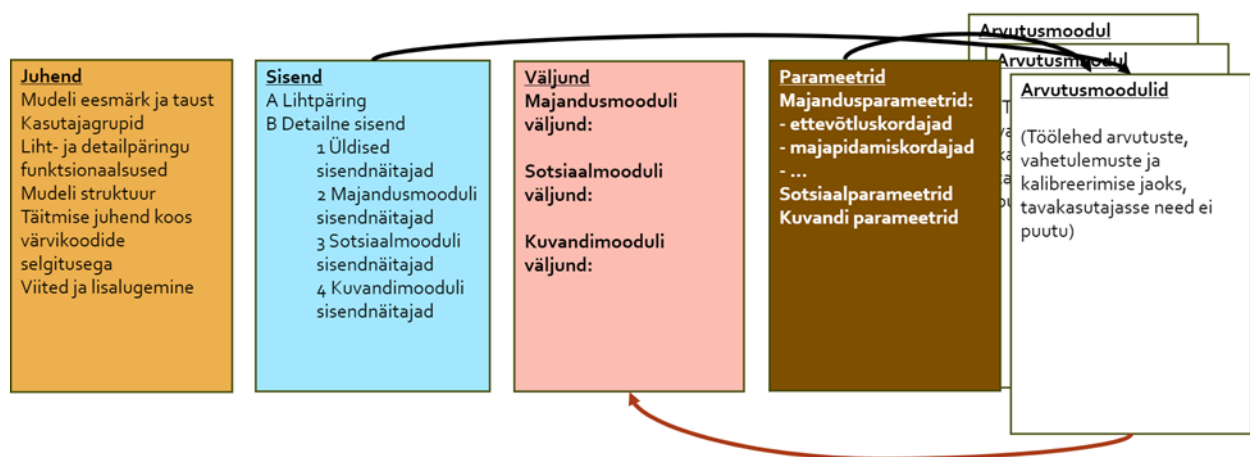 Juhend
Mudeli eesmärk ja taust
Kasutajagrupid
Liht- ja detailpäringu
funktsionaalsused
Mudeli struktuur
Täitmise juhend koos
värvikoodide
selgitusega
Viited ja lisalugemine
Sisend
A Lihtpäring
B Detailne sisend
1 Üldised
sisendnäitajad
2 Majandusmooduli
sisendnäitajad
3 Sotsiaalmooduli
sisendnäitajad
4 Kuvandimooduli
sisendnäitajad
Väljund
Majandusmooduli
väljund:
Sotsiaalmooduli
väljund:
Kuvandimooduli
väljund:
Parameetrid
Majandusparameetrid:
- ettevõtluskordajad
- majapidamiskordajad
- ...
Sotsiaalparameetrid
Kuvandi parameetrid
Arvutusmoodul
Arvutusmoodul
Arvutusmoodulid
(Töölehed arvutuste,
vahetulemuste ja
kalibreerimise jaoks,
tavakasutajasse need ei
puutu)